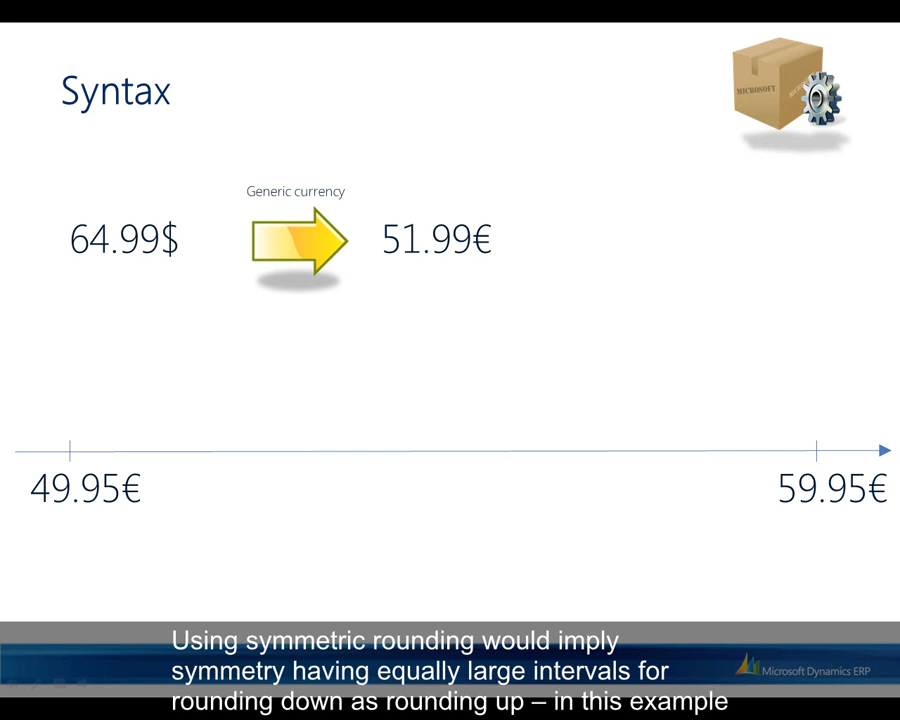 Syntax
MICROSOFT
Generic currency
64.99$
51.99€
49.95€
59.95€
Using symmetric rounding would imply
symmetry having equally large intervals for
rounding down as rounding up – in this example
Microsoft Dynamics ERP